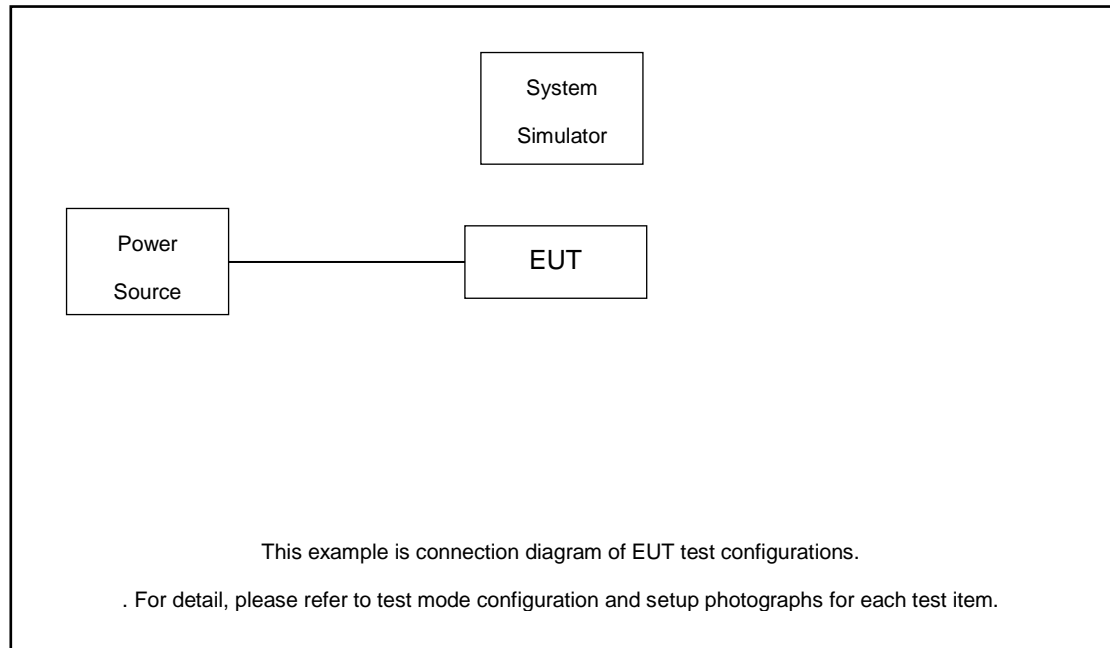 System
Simulator
Power
Source
EUT
This example is connection diagram of EUT test configurations.
. For detail, please refer to test mode configuration and setup photographs for each test item.